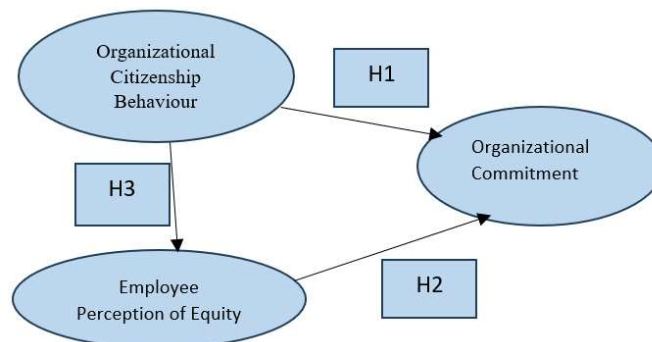 Organizational
Citizenship
Behaviour
H1
Organizational
Commitment
H3
H2
Employee
Perception of Equity